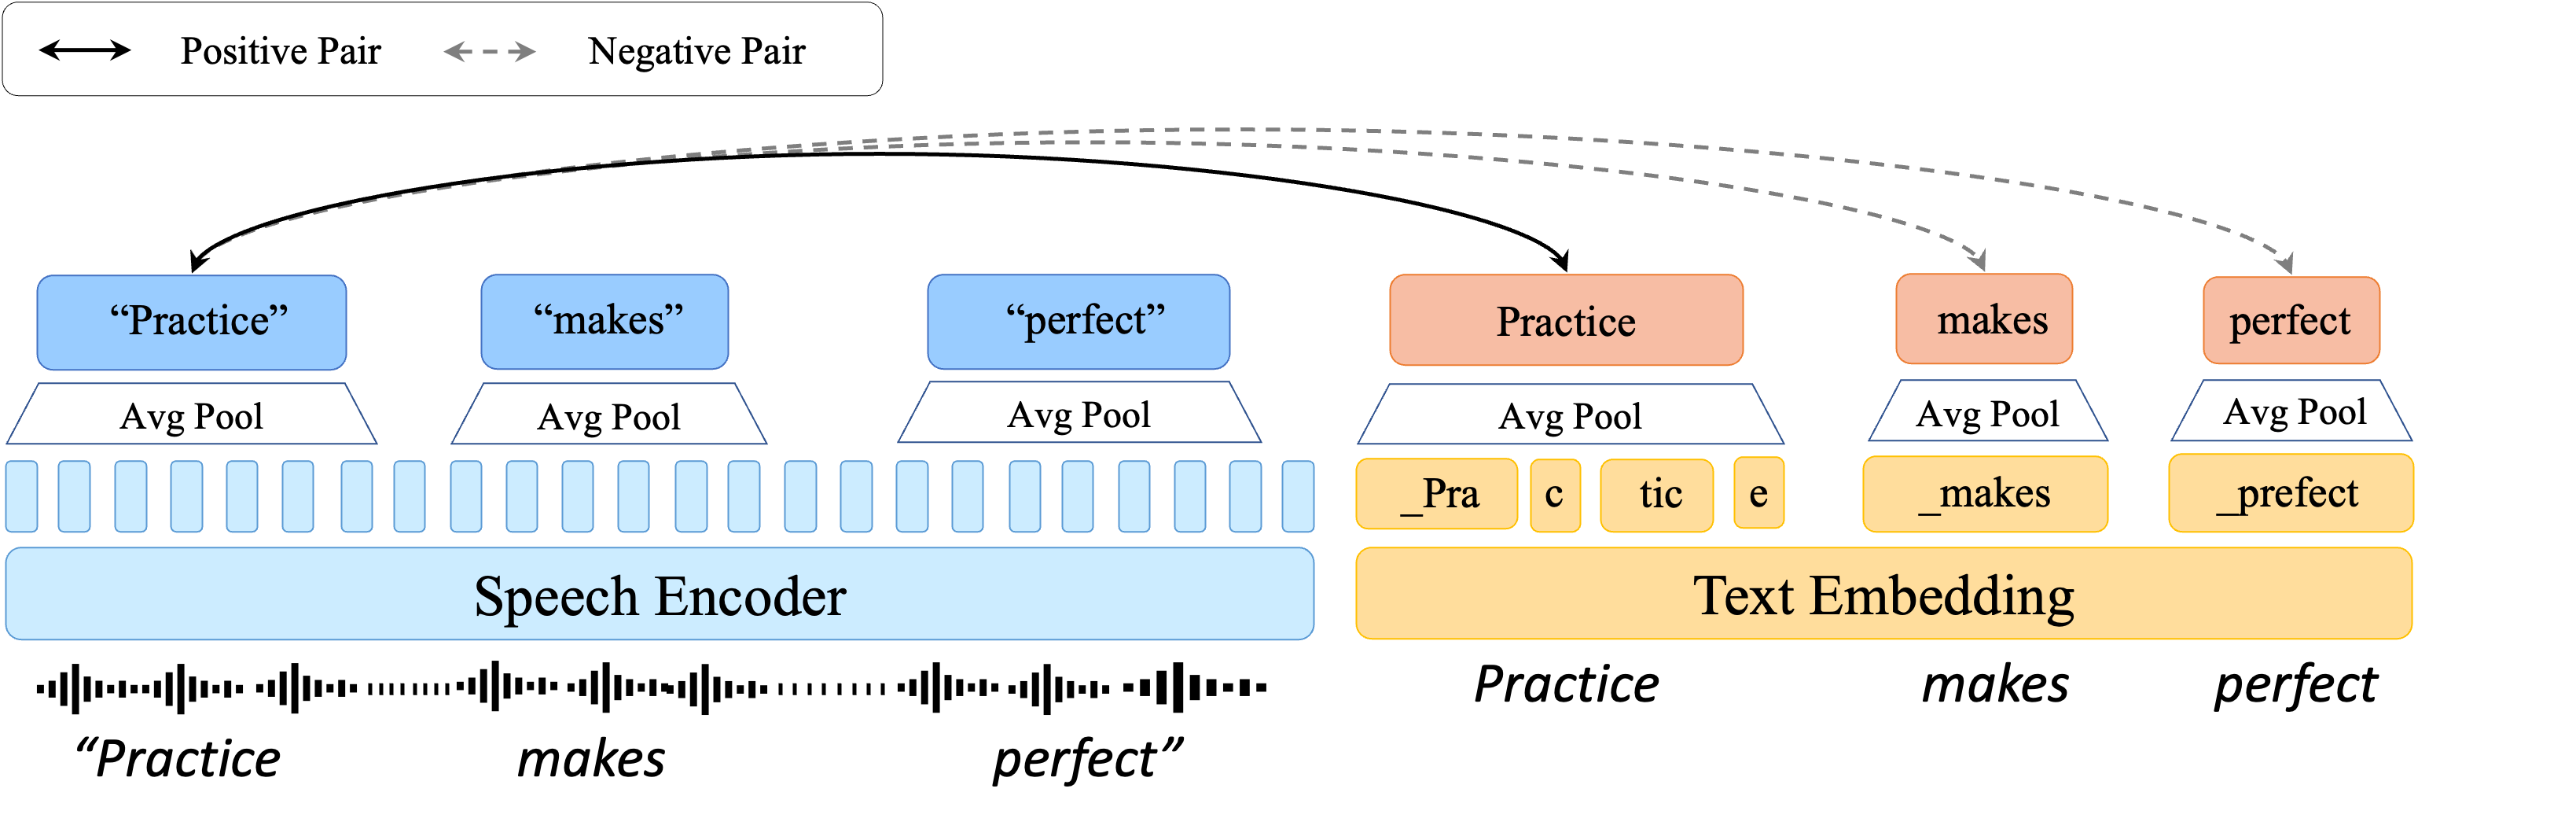 Positive Pair Negative Pair
“Practice” “makes” “perfect” Practice makes perfect
Avg Pool Avg Pool Avg Pool Avg Pool Avg Pool Avg Pool
_Pra c tic e _makes _prefect
Speech Encoder Text Embedding
Practice makes perfect
“Practice makes perfect”